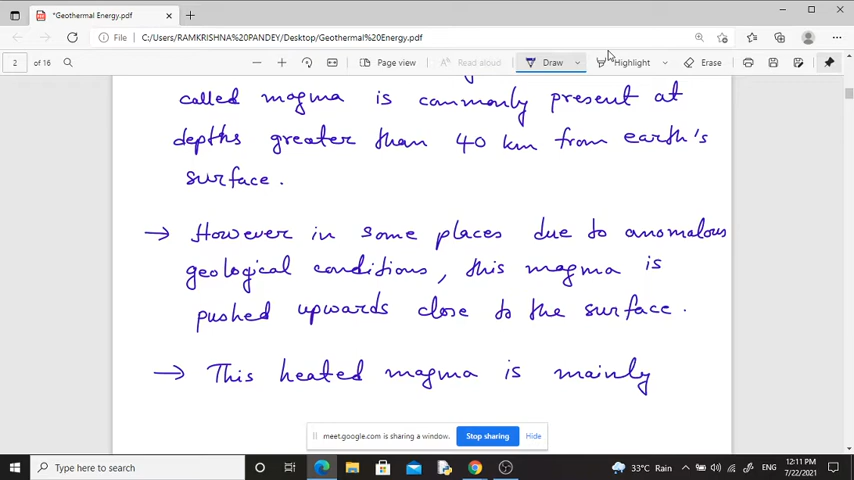 *Geothermal Energy.pdf
File C:/Users/RAMKRISHNA%20PANDEY/Desktop/Geothermal%20Energy.pdf
2 of 16 Page view Read aloud Draw Highlight Erase
called magma is commonly present at
depths greater than 40 km from earth's
surface.
→ However in some places due to anomalous
geological conditions, this magma is
pushed upwards close to the surface.
→ This heated magma is mainly
meet.google.com is sharing a window. Stop sharing Hide
Type here to search 33°C Rain ENG 12:11 PM
7/22/2021